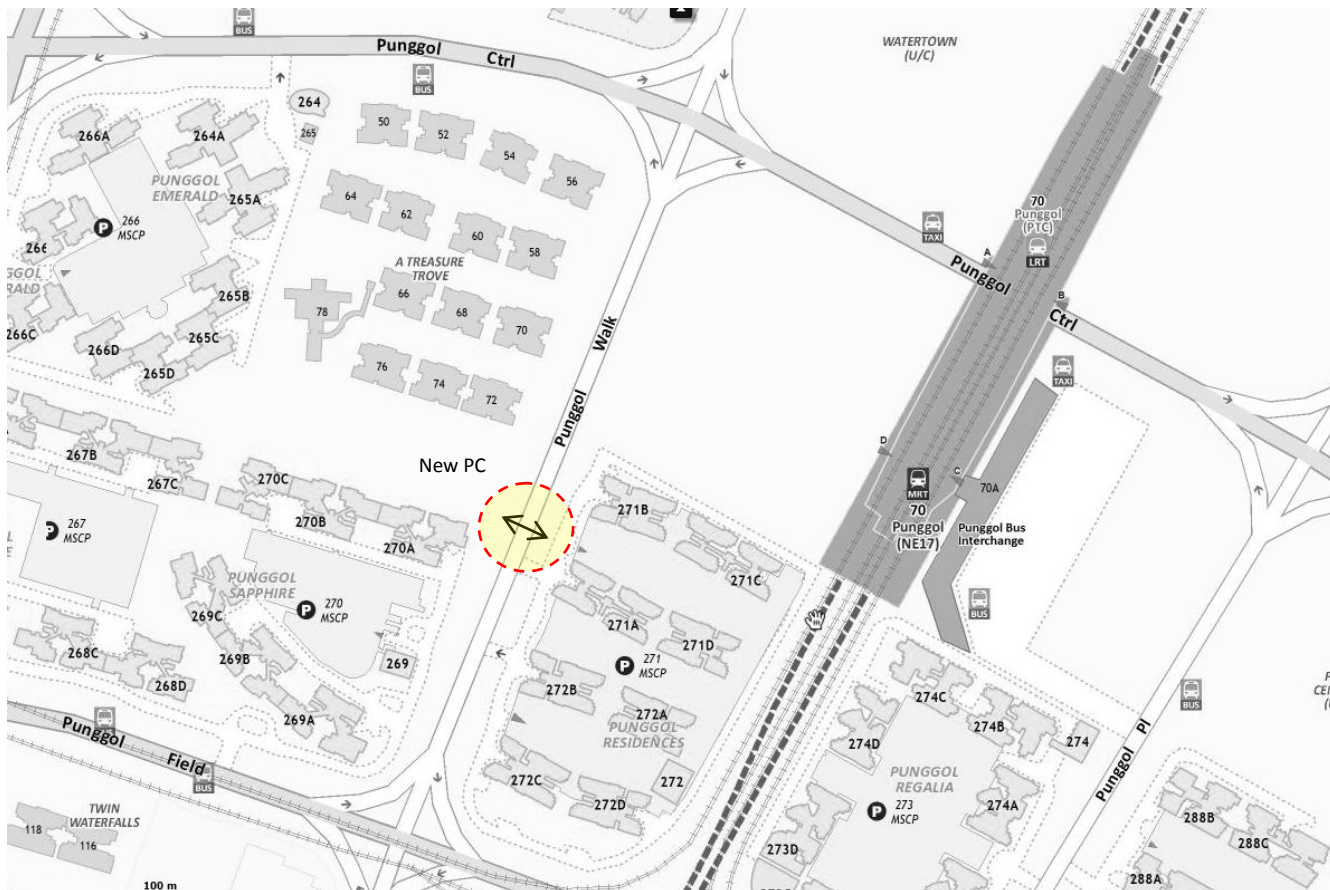 BUS
Punggol
Ctrl
BUS
WATERTOWN
(U/C)
264
265
50
52
54
56
266A
264A
PUNGGOL
EMERALD
265A
64
62
60
58
P
266
MSCP
266
70
Punggol
(PTC)
LRT
TAXI
A
Punggol
B
Ctrl
A TREASURE
TROVE
66
68
70
78
265B
265C
266C
266D
265D
Walk
76
74
72
TAXI
Punggol
D
C
MRT
70
Punggol
(NE17)
70A
Punggol Bus
Interchange
BUS
New PC
267B
267C
270C
270B
270A
271B
271C
P
267
MSCP
PUNGGOL
SAPPHIRE
P
270
MSCP
269C
269B
269
269A
268C
268D
271A
271D
P
271
MSCP
272B
272A
PUNGGOL
RESIDENCES
272C
272D
272
BUS
Punggol
Field
BUS
TWIN
WATERFALLS
118
116
100 m
274C
274B
274
274D
274A
PUNGGOL
REGALIA
P
273
MSCP
273D
BUS
Punggol Pl
288B
288C
288A